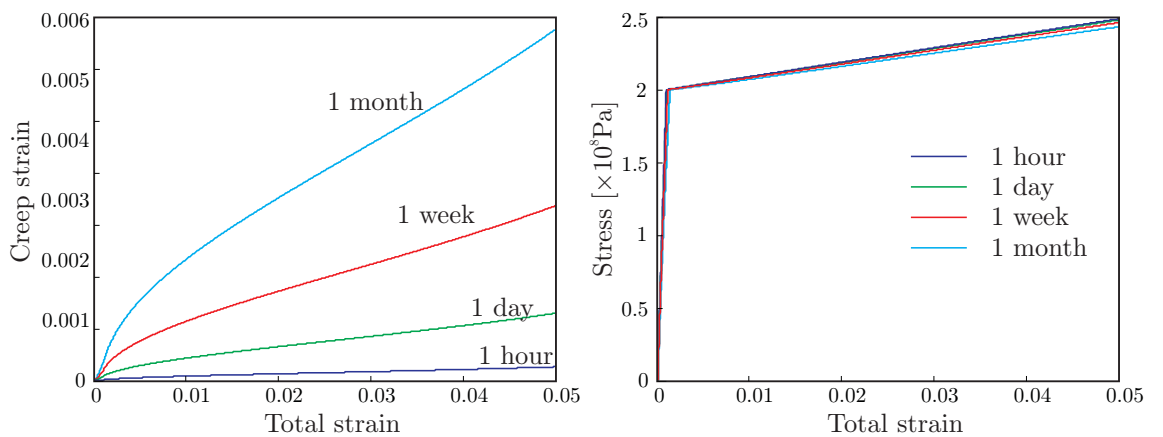 0.006
0.005
0.004
0.003
0.002
0.001
0
Creep strain
1 month
1 week
1 day
1 hour
0 0.01 0.02 0.03 0.04 0.05
Total strain
2.5
2
1.5
1
0.5
0
Stress [×10⁸Pa]
1 hour
1 day
1 week
1 month
0 0.01 0.02 0.03 0.04 0.05
Total strain